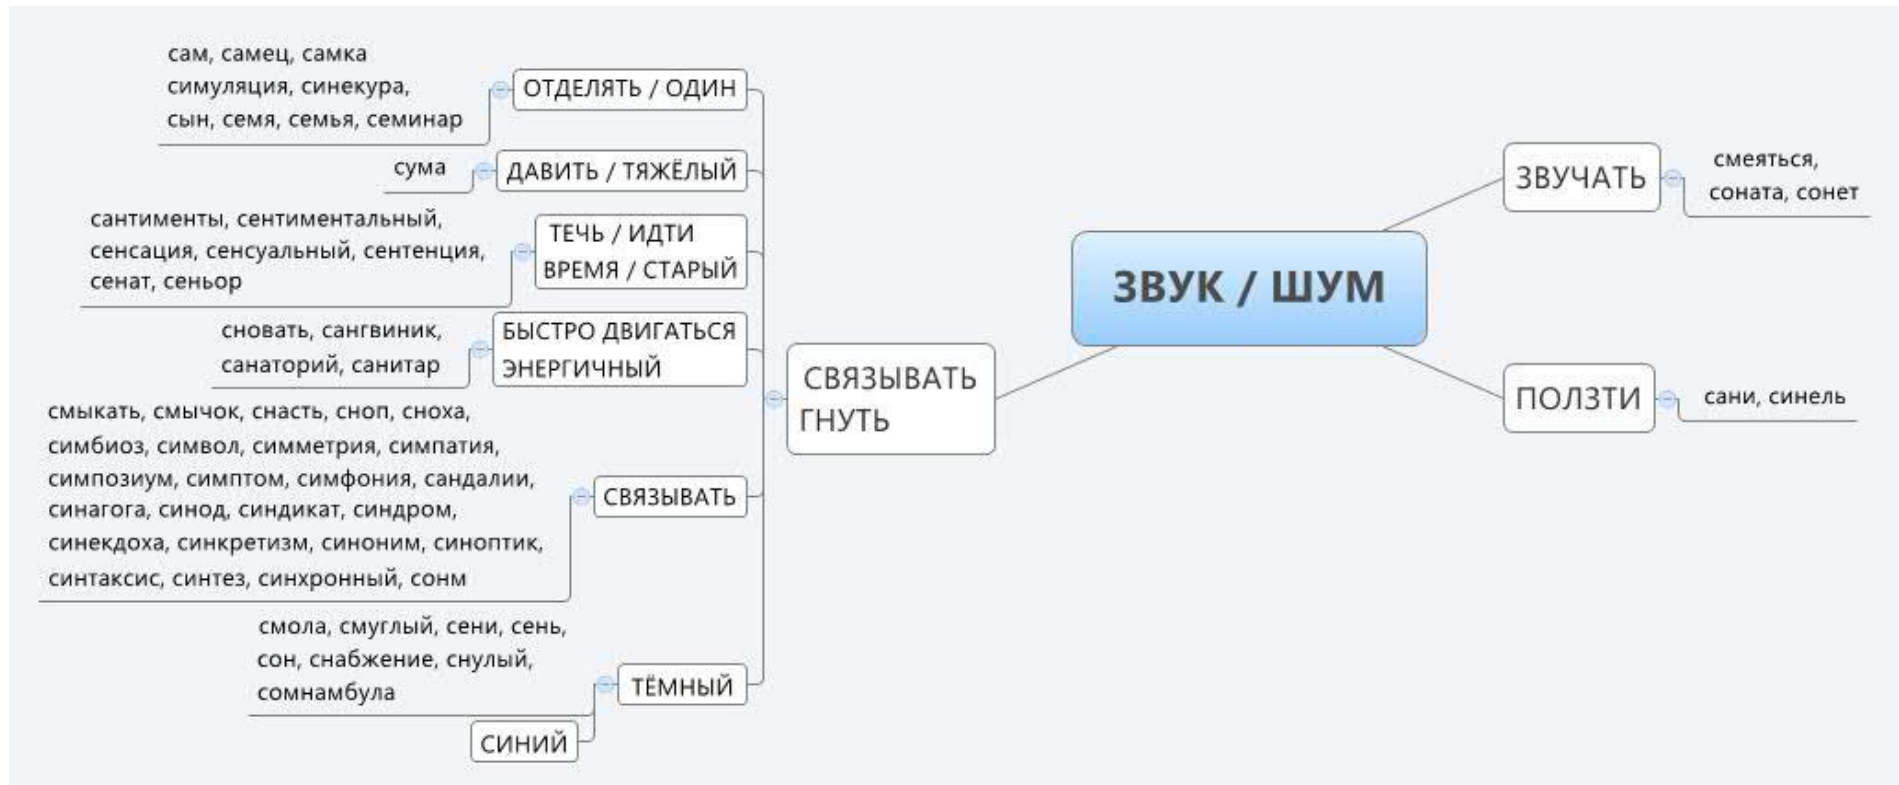 сам, самец, самка
симуляция, синекура,
сын, семя, семья, семинар
ОТДЕЛЯТЬ / ОДИН
сума
ДАВИТЬ / ТЯЖЁЛЫЙ
сантименты, сентиментальный,
сенсация, сенсуальный, сентенция,
сенат, сеньор
ТЕЧЬ / ИДТИ
ВРЕМЯ / СТАРЫЙ
сновать, сангвиник,
санаторий, санитар
БЫСТРО ДВИГАТЬСЯ
ЭНЕРГИЧНЫЙ
смыкать, смычок, снасть, сноп, сноха,
симбиоз, символ, симметрия, симпатия,
симпозиум, симптом, симфония, сандалии,
синагога, синод, синдикат, синдром,
синекдоха, синкретизм, синоним, синоптик,
синтаксис, синтез, синхронный, сонм
СВЯЗЫВАТЬ
смола, смуглый, сени, сень,
сон, снабжение, снулый,
сомнамбула
ТЁМНЫЙ
СИНИЙ
СВЯЗЫВАТЬ
ГНУТЬ
ЗВУК / ШУМ
ЗВУЧАТЬ
смеяться,
соната, сонет
ПОЛЗТИ
сани, синель